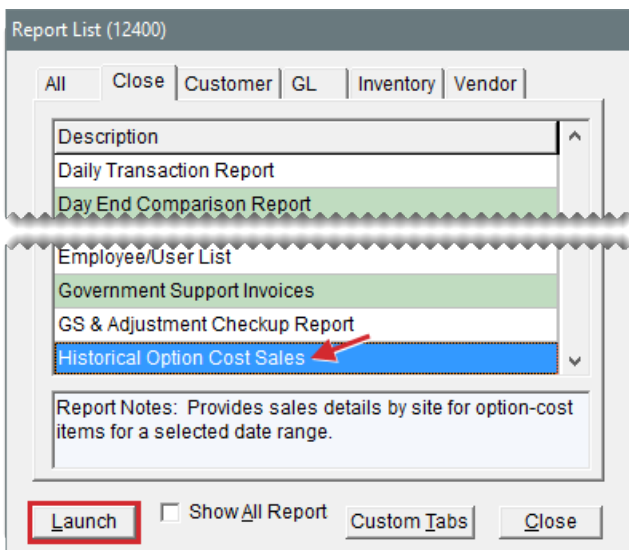 Report List (12400)
All Close Customer GL Inventory Vendor
Description
Daily Transaction Report
Day End Comparison Report
Employee/User List
Government Support Invoices
GS & Adjustment Checkup Report
Historical Option Cost Sales
Report Notes: Provides sales details by site for option-cost
items for a selected date range.
Launch Show All Report Custom Tabs Close